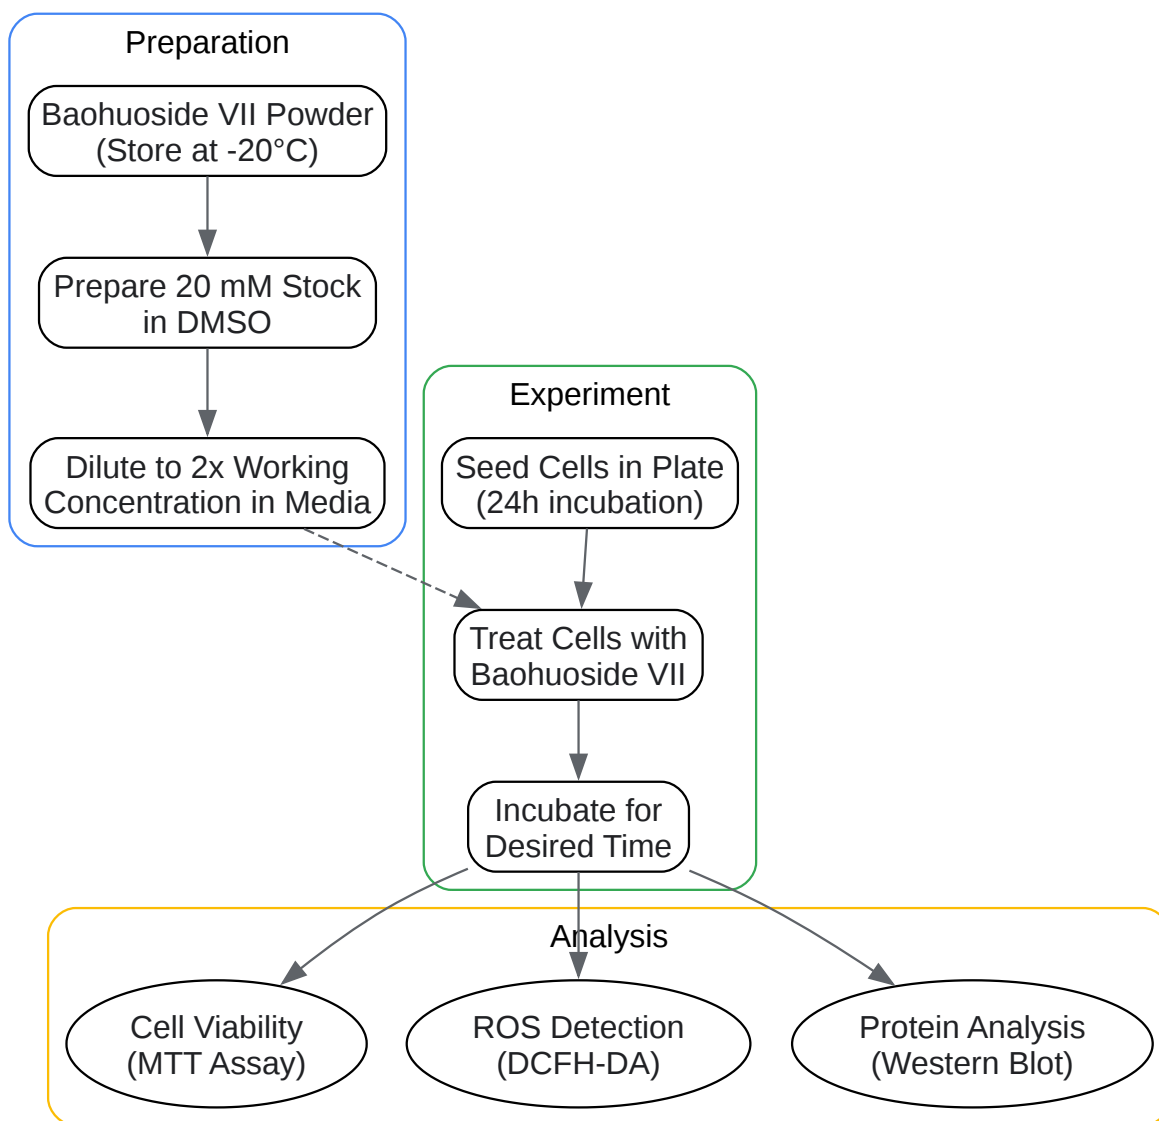 Preparation
Baohuoside VII Powder
(Store at -20°C)
Prepare 20 mM Stock
in DMSO
Dilute to 2x Working
Concentration in Media
Experiment
Seed Cells in Plate
(24h incubation)
Treat Cells with
Baohuoside VII
Incubate for
Desired Time
Analysis
Cell Viability
(MTT Assay)
ROS Detection
(DCFH-DA)
Protein Analysis
(Western Blot)